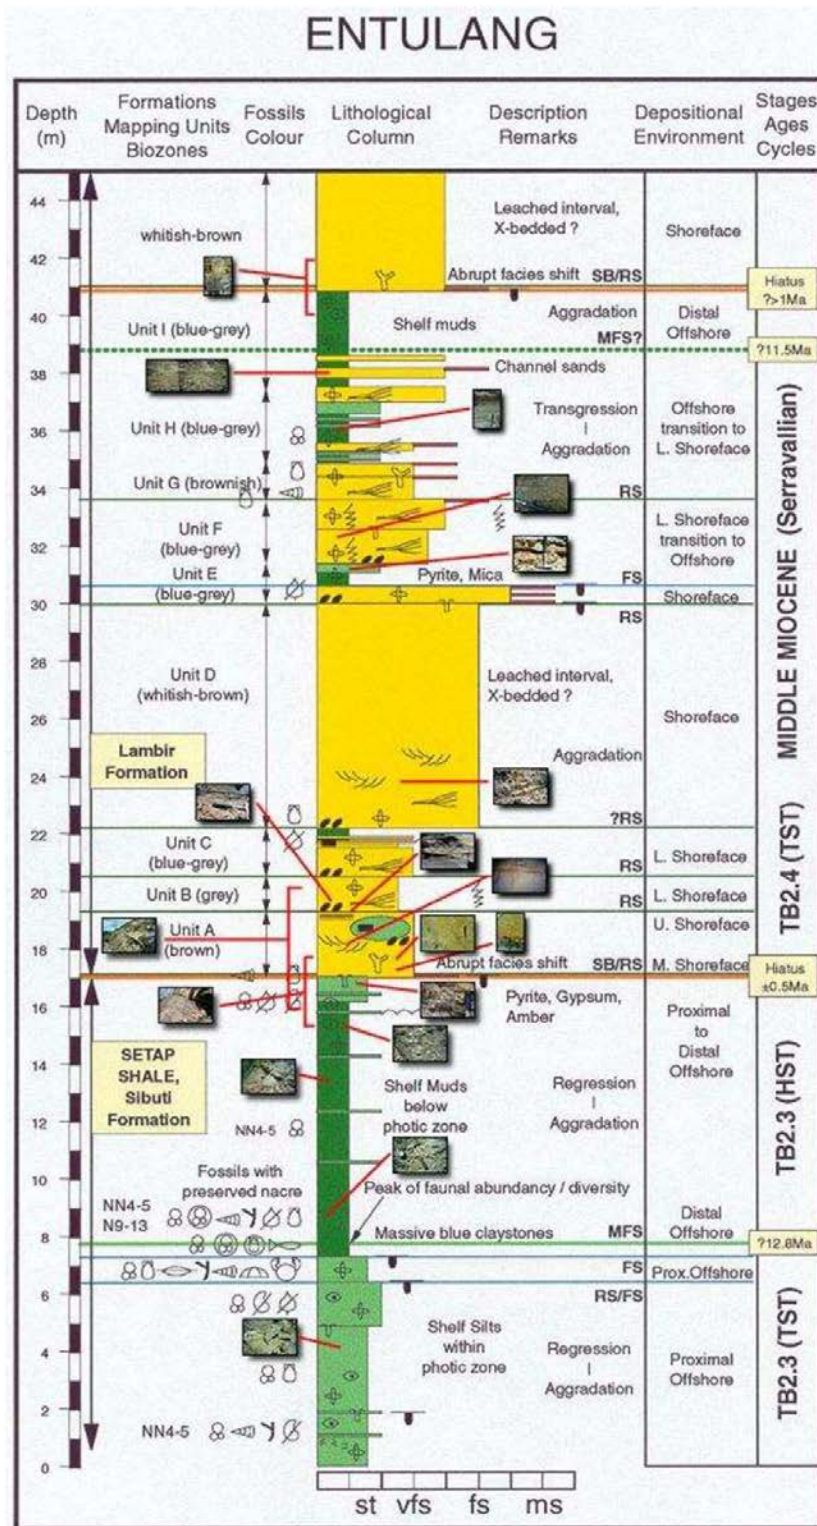 ENTULANG
Depth (m)
Formations Mapping Units Biozones
Fossils Colour
Lithological Column
Description Remarks
Depositional Environment
Stages Ages Cycles
44
Leached interval, X-bedded ?
whitish-brown
Shoreface
42
Abrupt facies shift SB/RS
Hiatus ?>1Ma
40
Unit I (blue-grey)
Shelf muds
Aggradation
Distal Offshore
MFS?
?11.5Ma
38
Channel sands
Unit H (blue-grey)
36
Transgression
I
Aggradation
Offshore transition to L. Shoreface
Unit G (brownish)
34
RS
Unit F (blue-grey)
32
L. Shoreface transition to Offshore
Unit E (blue-grey)
Pyrite, Mica
FS
30
Shoreface
RS
28
Unit D (whitish-brown)
Leached interval, X-bedded ?
26
Shoreface
Lambir Formation
Aggradation
24
?RS
22
Unit C (blue-grey)
RS
L. Shoreface
20
Unit B (grey)
RS
L. Shoreface
Unit A (brown)
U. Shoreface
18
Abrupt facies shift SB/RS
M. Shoreface
Hiatus ±0.5Ma
16
Pyrite, Gypsum, Amber
Proximal to Distal Offshore
14
SETAP SHALE, Sibuti Formation
Shelf Muds below photic zone
Regression
I
Aggradation
12
NN4-5
10
Fossils with preserved nacre
Peak of faunal abundancy / diversity
NN4-5
N9-13
Massive blue claystones
MFS
Distal Offshore
8
?12.8Ma
FS
Prox.Offshore
6
RS/FS
Shelf Silts within photic zone
4
Regression
I
Aggradation
Proximal Offshore
2
NN4-5
0
MIDDLE MIOCENE (Serravallian)
TB2.4 (TST)
TB2.3 (HST)
TB2.3 (TST)
st vfs fs ms